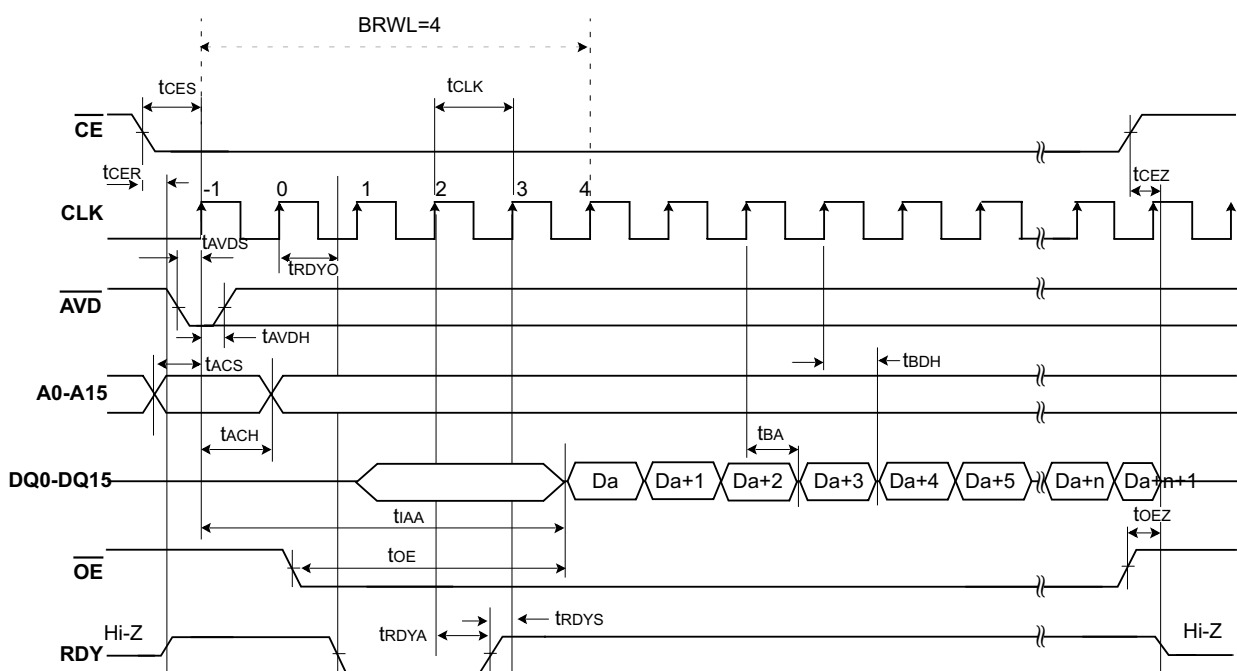 BRWL=4
tCES
tCLK
CE
tCER
tCEZ
-1 0 1 2 3 4
CLK
tAVDS
tRDYO
AVD
tAVDH
tBDH
tACS
A0-A15
tACH
tBA
DQ0-DQ15
Da Da+1 Da+2 Da+3 Da+4 Da+5 Da+n Da+n+1
tIAA
tOEZ
tOE
OE
tRDYS
Hi-Z
tRDYA
Hi-Z
RDY